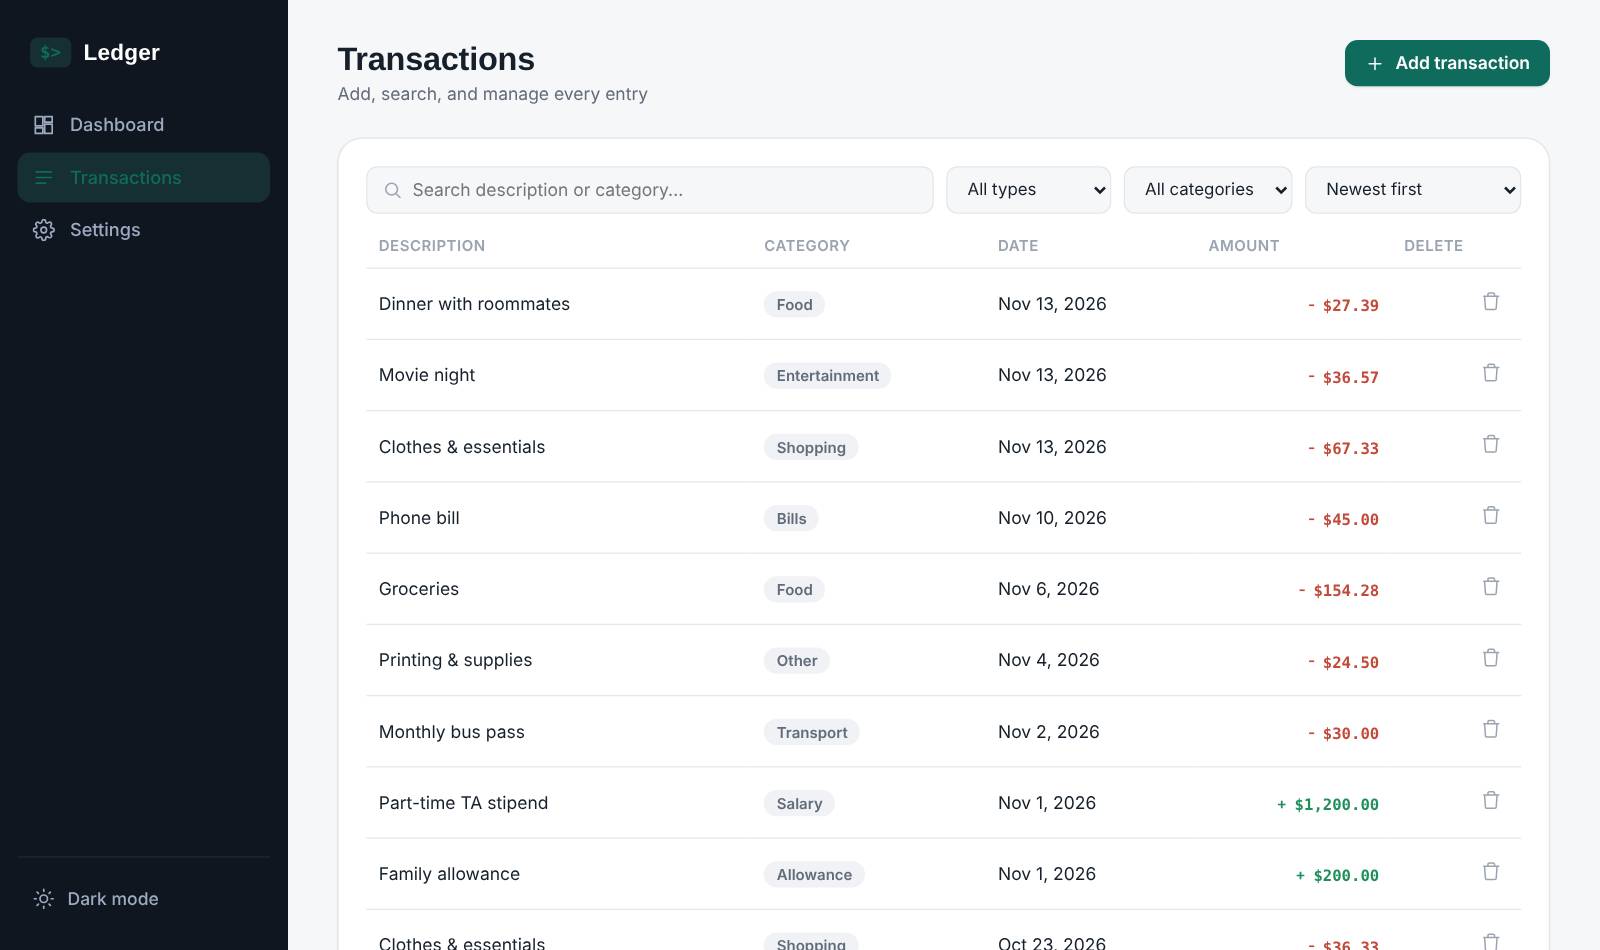 $> Ledger
Dashboard
Transactions
Settings
Dark mode
Transactions
Add, search, and manage every entry
+ Add transaction
Search description or category...
All types
All categories
Newest first
DESCRIPTION CATEGORY DATE AMOUNT DELETE
Dinner with roommates Food Nov 13, 2026 - $27.39
Movie night Entertainment Nov 13, 2026 - $36.57
Clothes & essentials Shopping Nov 13, 2026 - $67.33
Phone bill Bills Nov 10, 2026 - $45.00
Groceries Food Nov 6, 2026 - $154.28
Printing & supplies Other Nov 4, 2026 - $24.50
Monthly bus pass Transport Nov 2, 2026 - $30.00
Part-time TA stipend Salary Nov 1, 2026 + $1,200.00
Family allowance Allowance Nov 1, 2026 + $200.00
Clothes & essentials Shopping Oct 23, 2026 - $36.33